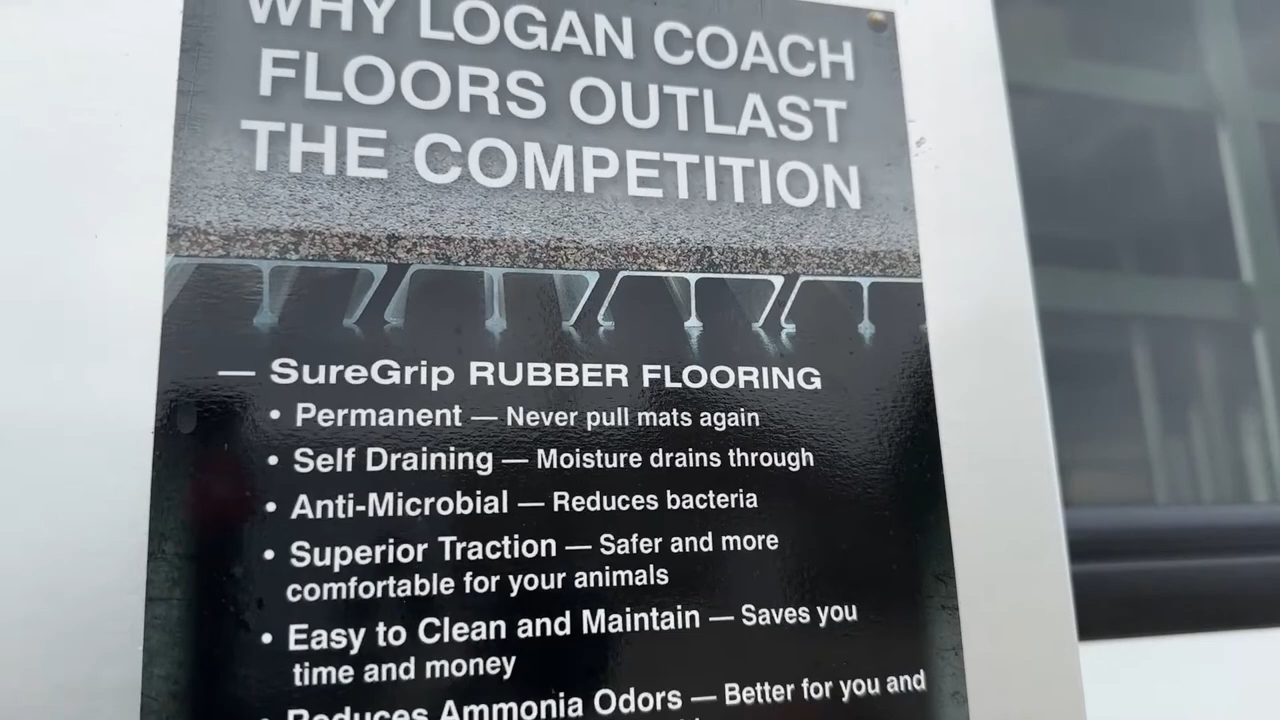 WHY LOGAN COACH
FLOORS OUTLAST
THE COMPETITION
— SureGrip RUBBER FLOORING
• Permanent — Never pull mats again
• Self Draining — Moisture drains through
• Anti-Microbial — Reduces bacteria
• Superior Traction — Safer and more
comfortable for your animals
• Easy to Clean and Maintain — Saves you
time and money
• Reduces Ammonia Odors — Better for you and